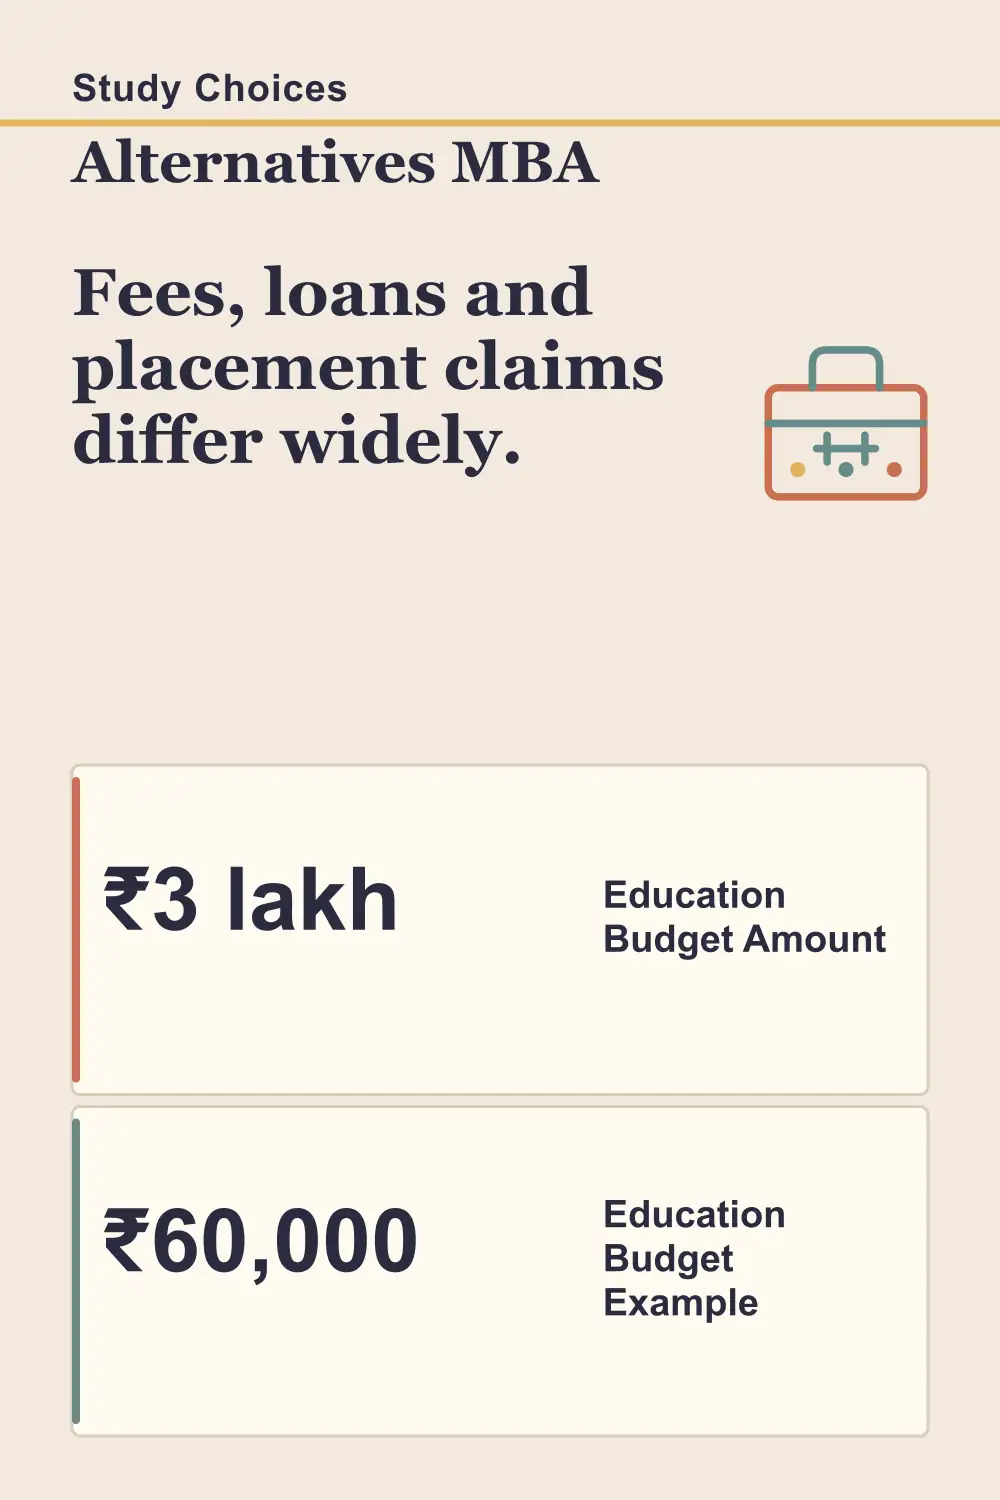 Study Choices
Alternatives MBA
Fees, loans and
placement claims
differ widely.
₹3 lakh
Education
Budget Amount
₹60,000
Education
Budget
Example